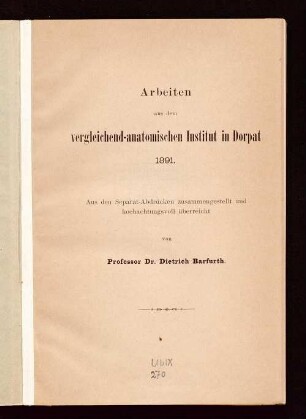 Arbeiten
aus dem
vergleichend-anatomischen Institut in Dorpat
1891.
Aus den Separat-Abdrücken zusammengestellt und
hochachtungsvoll überreicht
von
Professor Dr. Dietrich Barfurth.
270